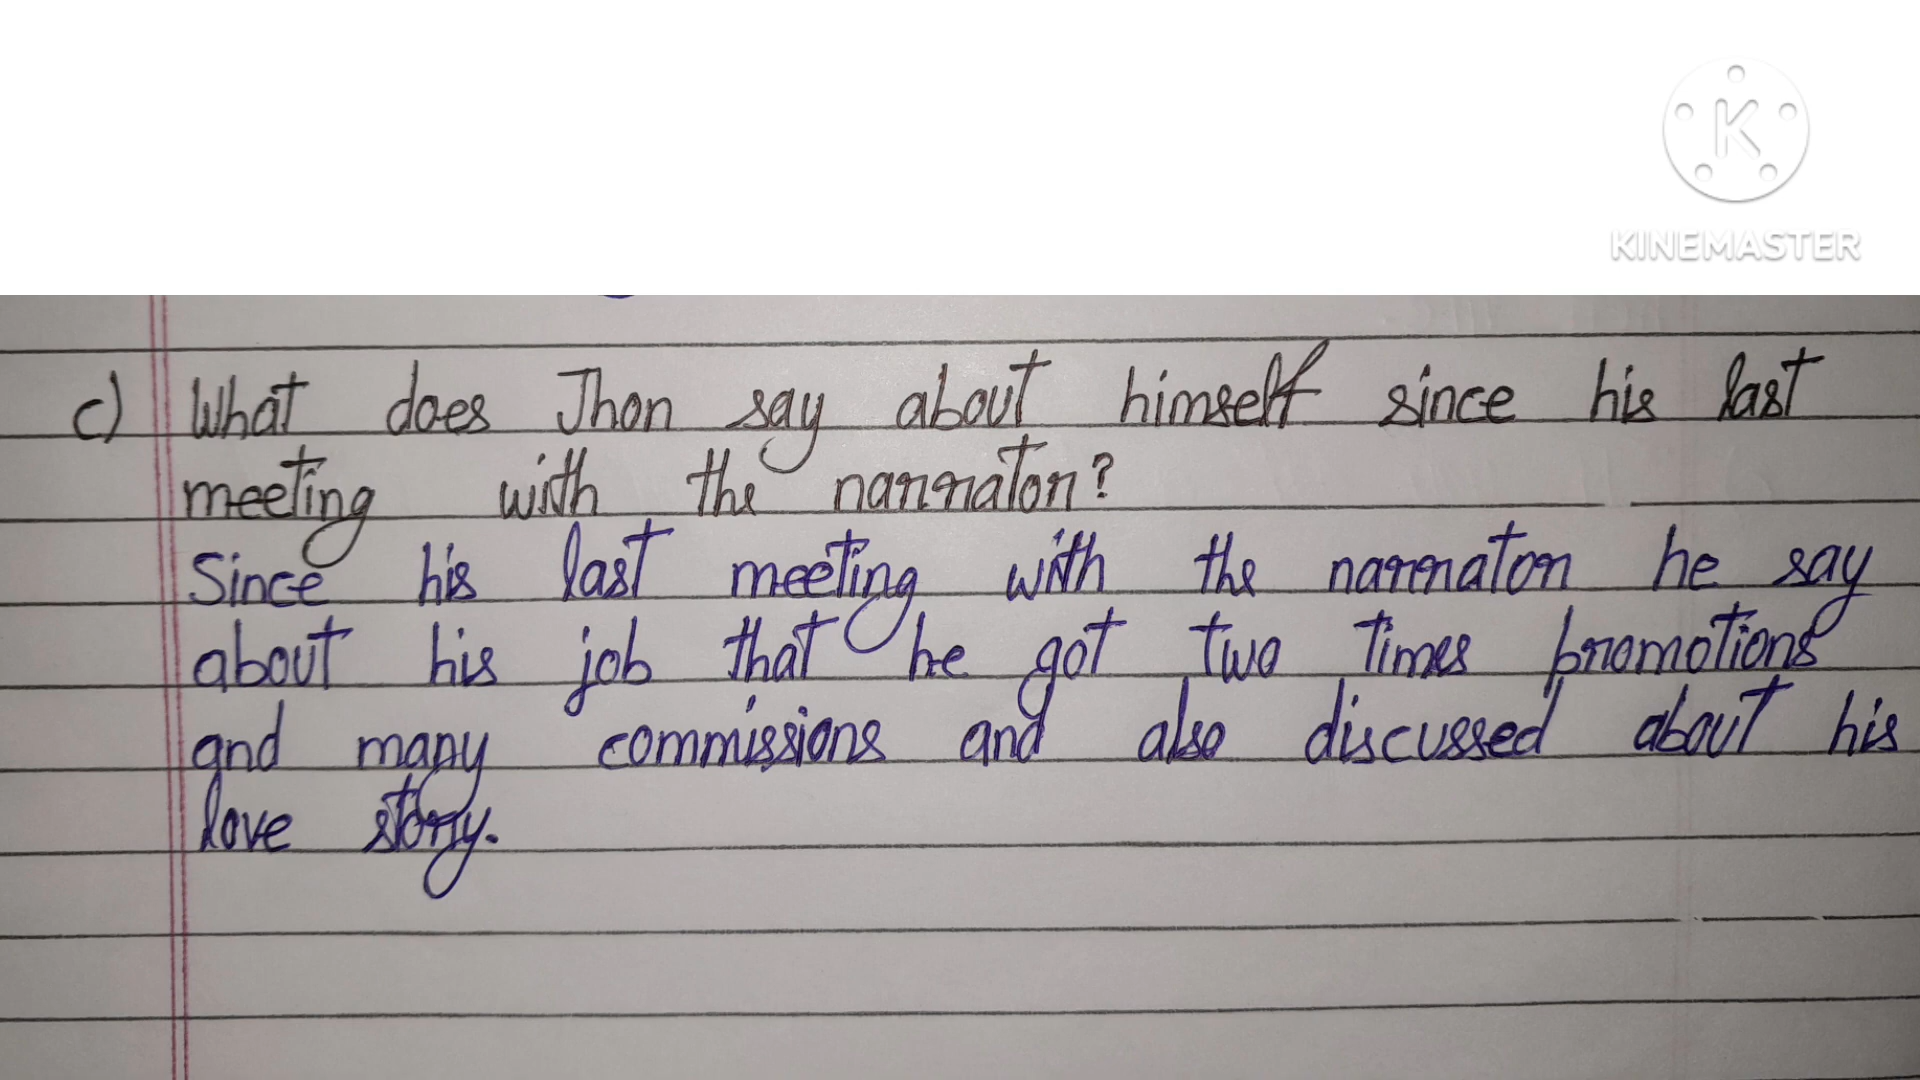 KINEMASTER
c) What does Jhon say about himself since his last
meeting with the narrator?
Since his last meeting with the narrator he say
about his job that he got two times promotions
and many commissions and also discussed about his
love story.